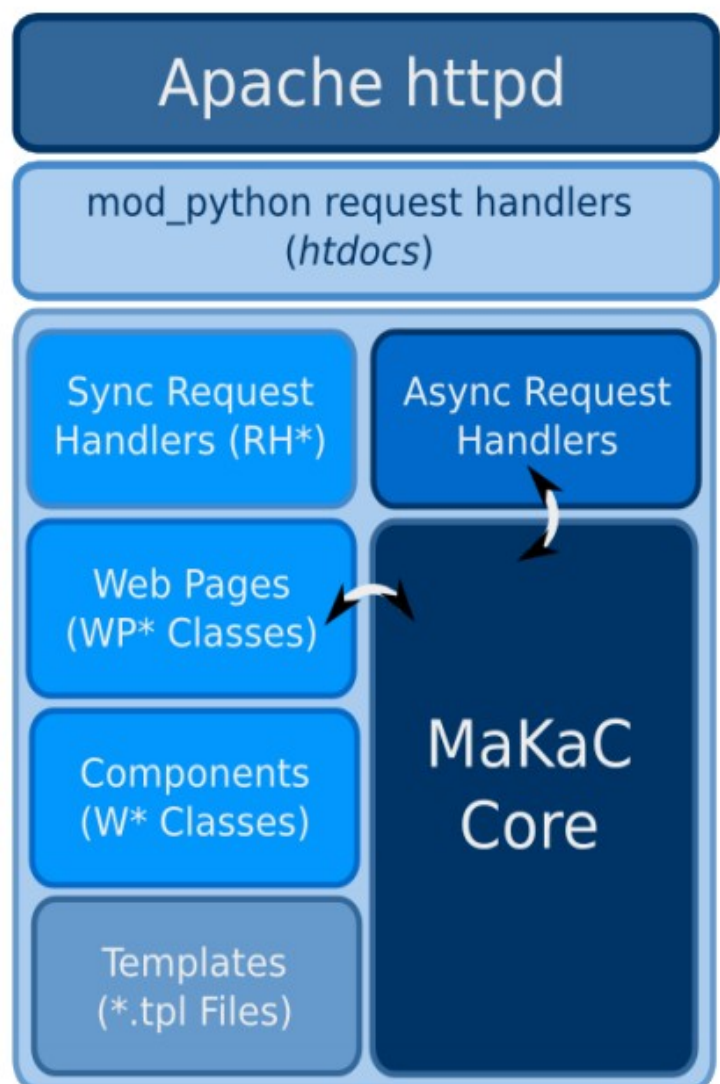 Apache httpd
mod_python request handlers
(htdocs)
Sync Request
Handlers (RH*)
Async Request
Handlers
Web Pages
(WP* Classes)
MaKaC
Core
Components
(W* Classes)
Templates
(*.tpl Files)